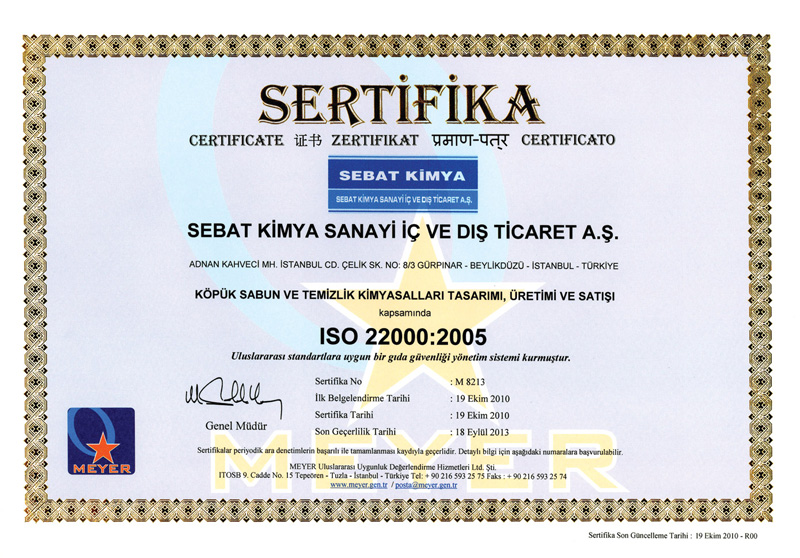 SERTİFİKA
CERTIFICATE 证书 ZERTIFIKAT प्रमाण-पत्र CERTIFICATO
SEBAT KİMYA
SEBAT KİMYA SANAYİ İÇ VE DIŞ TİCARET A.Ş.
SEBAT KİMYA SANAYİ İÇ VE DIŞ TİCARET A.Ş.
ADNAN KAHVECİ MH. İSTANBUL CD. ÇELİK SK. NO: 8/3 GÜRPINAR - BEYLİKDÜZÜ - İSTANBUL - TÜRKİYE
KÖPÜK SABUN VE TEMİZLİK KİMYASALLARI TASARIMI, ÜRETİMİ VE SATIŞI
kapsamında
ISO 22000:2005
Uluslararası standartlara uygun bir gıda güvenliği yönetim sistemi kurmuştur.
Sertifika No : M 8213
İlk Belgelendirme Tarihi : 19 Ekim 2010
Sertifika Tarihi : 19 Ekim 2010
Son Geçerlilik Tarihi : 18 Eylül 2013
Genel Müdür
MEYER
Sertifikalar periyodik ara denetimlerin başarılı ile tamamlanması kaydıyla geçerlidir. Detaylı bilgi için aşağıdaki numaralara başvurulabilir.
MEYER Uluslararası Uygunluk Değerlendirme Hizmetleri Ltd. Şti.
ITOSB 9. Cadde No. 15 Tepeören - Tuzla - İstanbul - Türkiye Tel: + 90 216 593 25 75 Faks : + 90 216 593 25 74
www.meyer.gen.tr / posta@meyer.gen.tr
MEYER
Sertifika Son Güncelleme Tarihi : 19 Ekim 2010 - R00